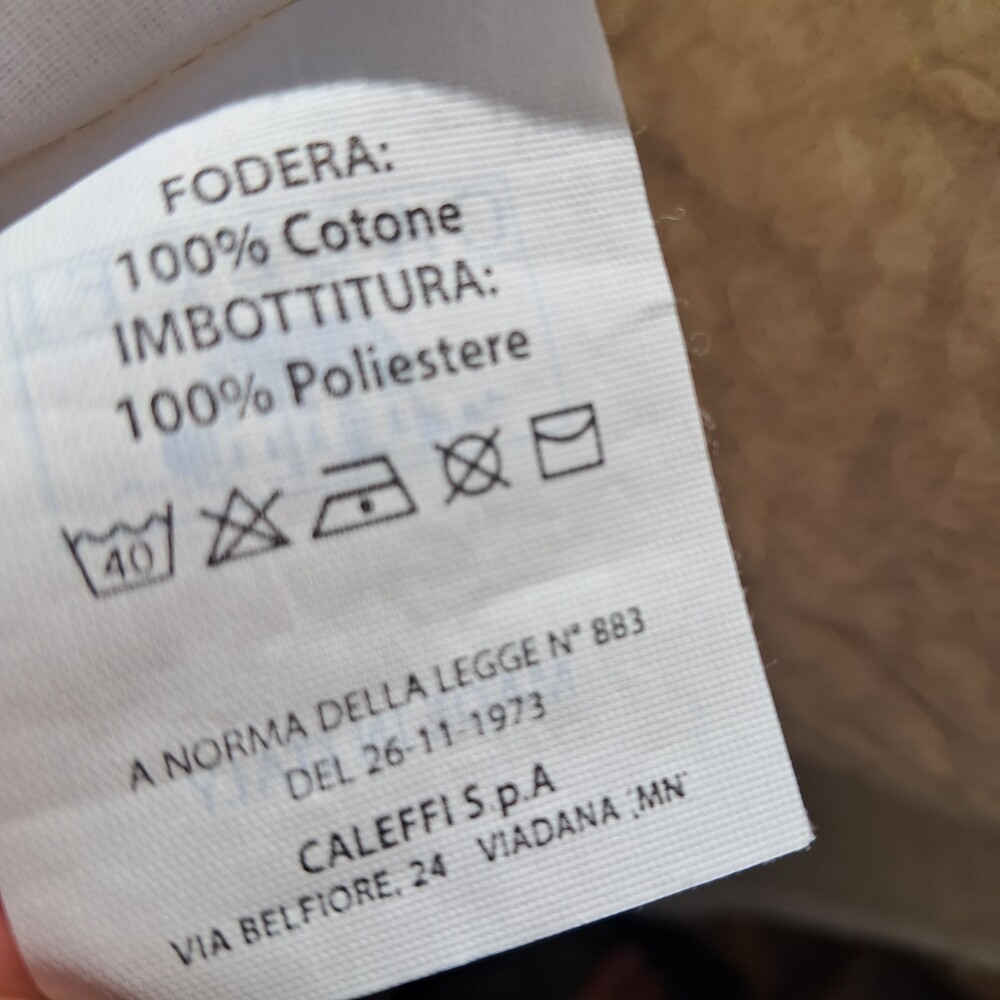 FODERA:
100% Cotone
IMBOTTITURA:
100% Poliestere
40
A NORMA DELLA LEGGE N° 883
DEL 26-11-1973
CALEFFI S.p.A
VIA BELFIORE, 24 VIADANA (MN)